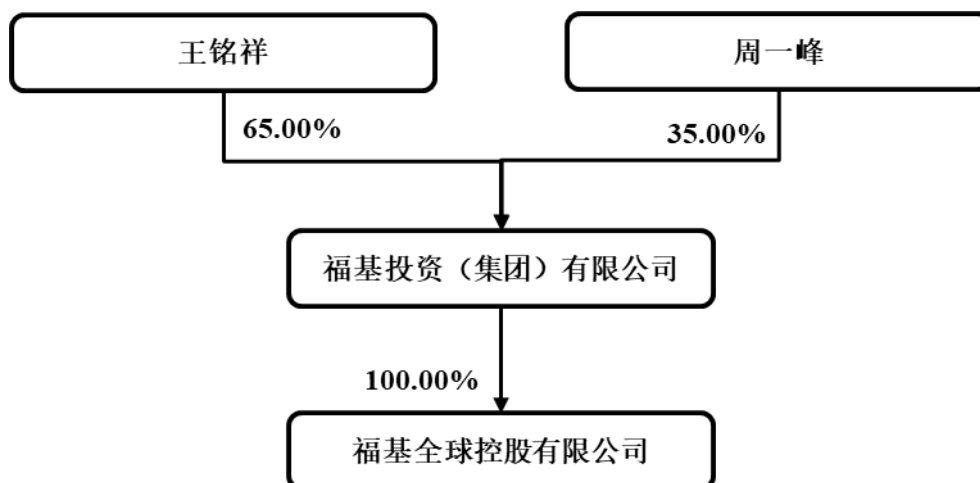 王铭祥
周一峰
65.00%
35.00%
福基投资（集团）有限公司
100.00%
福基全球控股有限公司